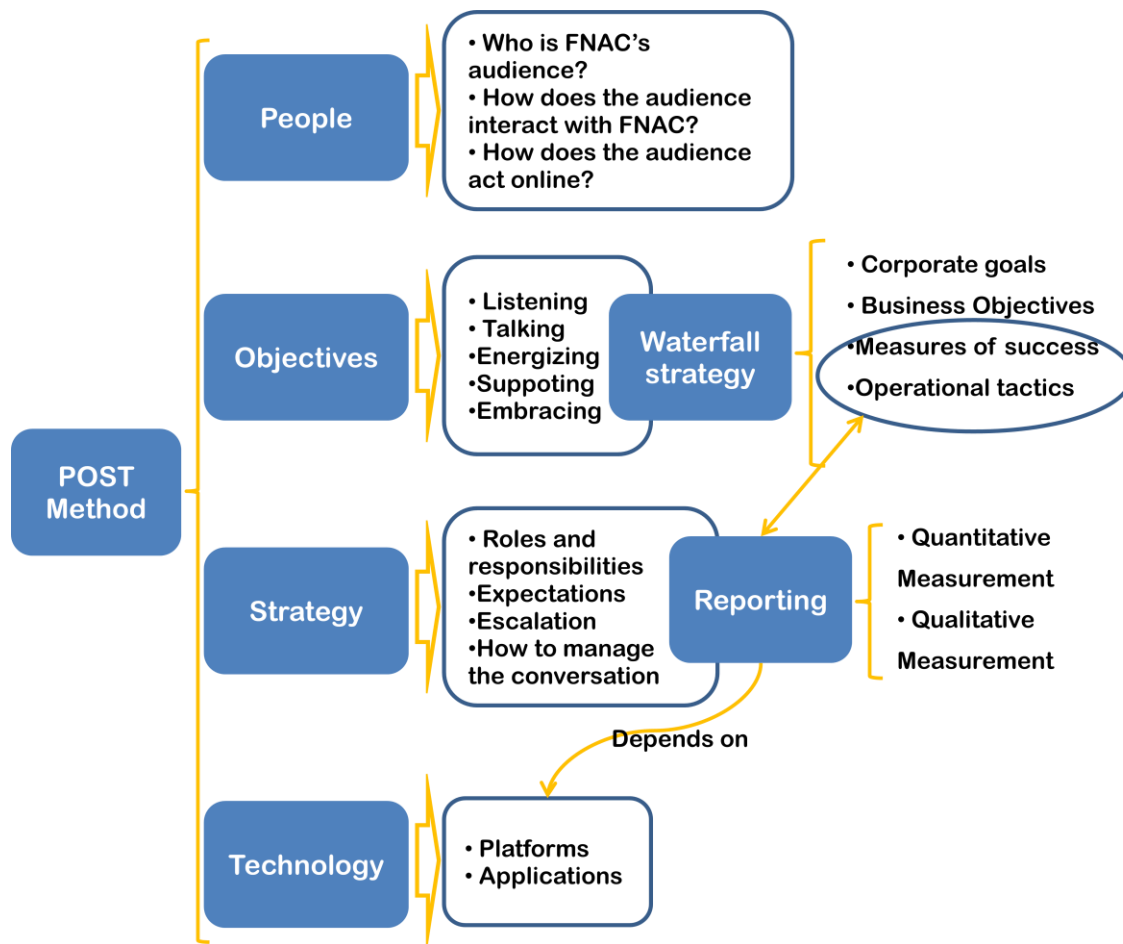 • Who is FNAC’s
audience?
• How does the audience
interact with FNAC?
• How does the audience
act online?
People
• Corporate goals
• Business Objectives
•Measures of success
•Operational tactics
• Listening
• Talking
•Energizing
•Suppoting
•Embracing
Waterfall
strategy
Objectives
POST
Method
• Roles and
responsibilities
•Expectations
•Escalation
•How to manage
the conversation
Strategy
Reporting
• Quantitative
Measurement
• Qualitative
Measurement
Depends on
Technology
• Platforms
• Applications